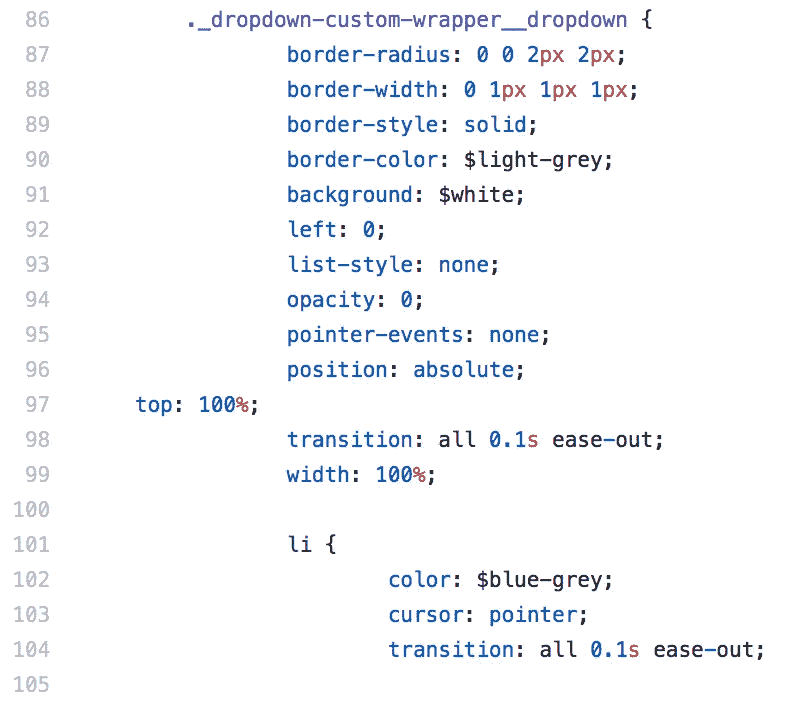 86 ._dropdown-custom-wrapper__dropdown {
87 border-radius: 0 0 2px 2px;
88 border-width: 0 1px 1px 1px;
89 border-style: solid;
90 border-color: $light-grey;
91 background: $white;
92 left: 0;
93 list-style: none;
94 opacity: 0;
95 pointer-events: none;
96 position: absolute;
97 top: 100%;
98 transition: all 0.1s ease-out;
99 width: 100%;
100
101 li {
102 color: $blue-grey;
103 cursor: pointer;
104 transition: all 0.1s ease-out;
105